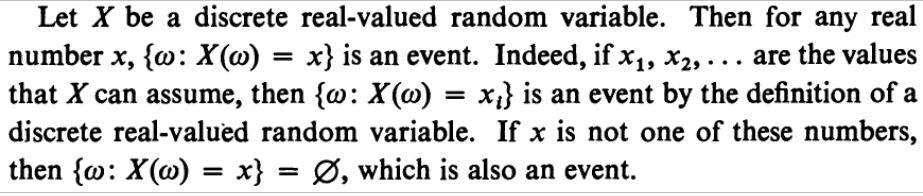 Let X be a discrete real-valued random variable. Then for any real
number x, {ω: X(ω) = x} is an event. Indeed, if x₁, x₂, . . . are the values
that X can assume, then {ω: X(ω) = xᵢ} is an event by the definition of a
discrete real-valued random variable. If x is not one of these numbers,
then {ω: X(ω) = x} = ∅, which is also an event.